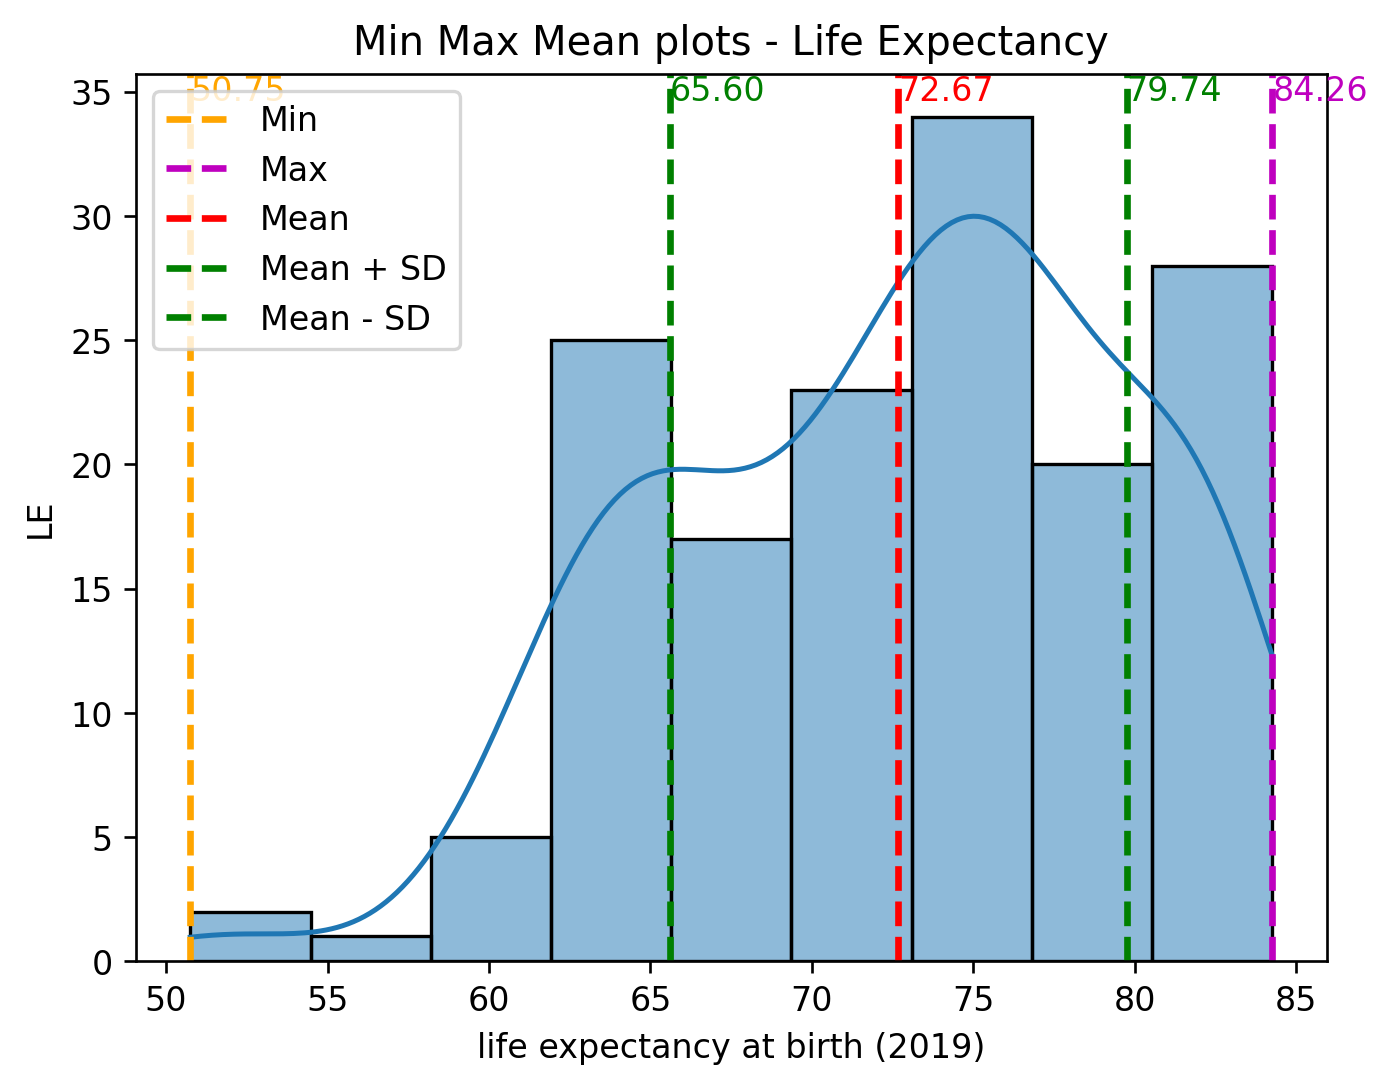 Min Max Mean plots - Life Expectancy
50.75
65.60
72.67
79.74
84.26
Min
Max
Mean
Mean + SD
Mean - SD
35
30
25
20
15
10
5
0
LE
50 55 60 65 70 75 80 85
life expectancy at birth (2019)